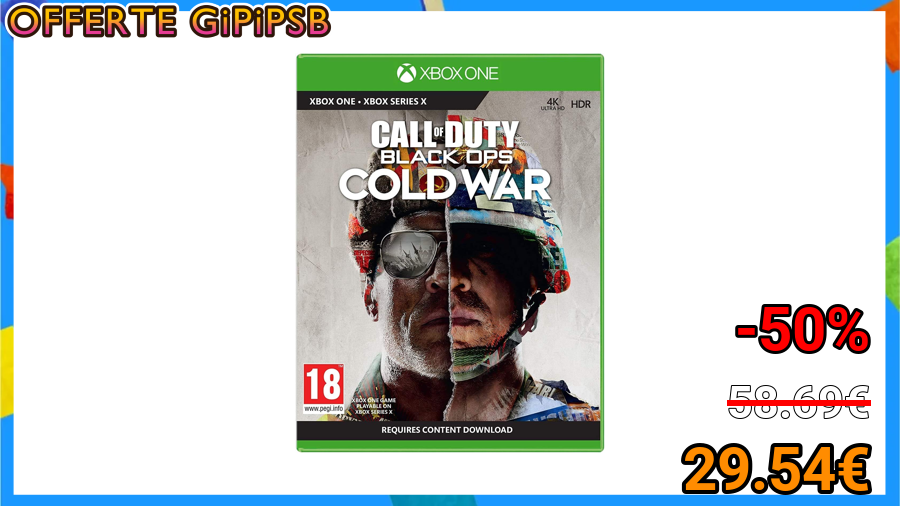 OFFERTE GiPiPSB
XBOX ONE
XBOX ONE • XBOX SERIES X
4K
ULTRA HD
HDR
CALL OF DUTY
BLACK OPS
COLD WAR
18
www.pegi.info
XBOX ONE GAME
PLAYABLE ON
XBOX SERIES X
REQUIRES CONTENT DOWNLOAD
-50%
58.69€
29.54€